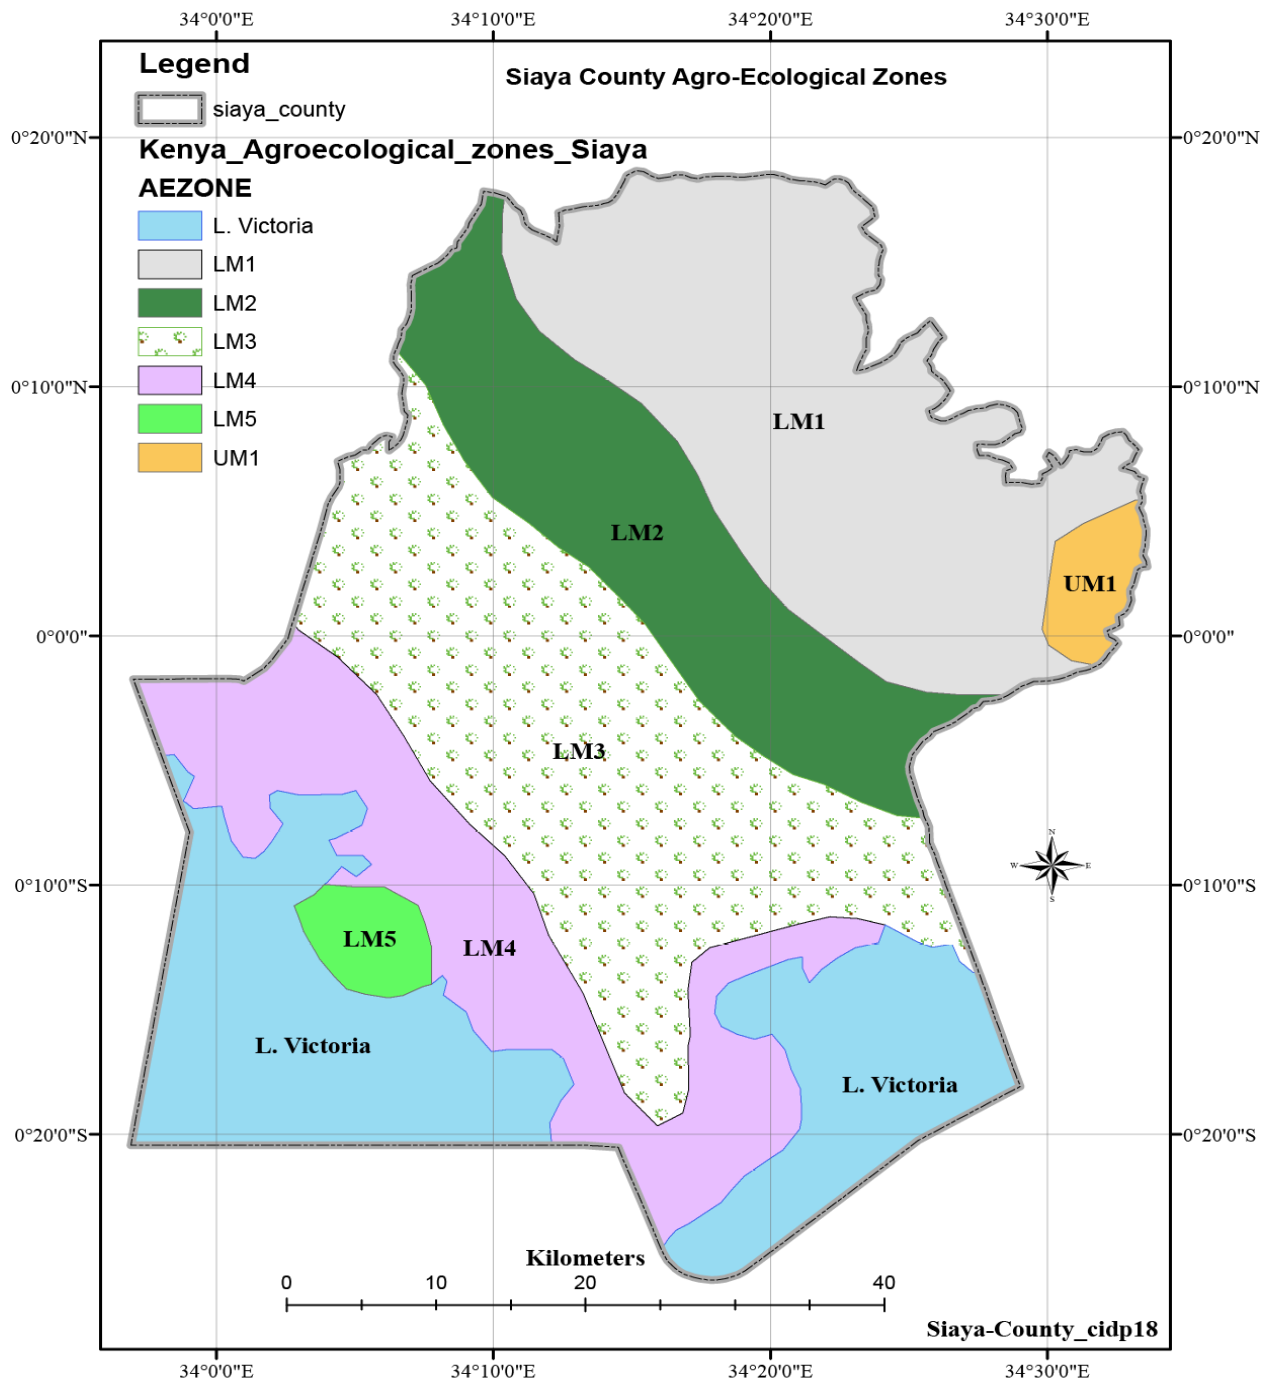 34°0'0"E 34°10'0"E 34°20'0"E 34°30'0"E
Legend
Siaya County Agro-Ecological Zones
siaya_county
0°20'0"N 0°20'0"N
Kenya_Agroecological_zones_Siaya
AEZONE
L. Victoria
LM1
LM2
LM3
LM4
LM5
UM1
0°10'0"N 0°10'0"N
LM1
LM2
UM1
0°0'0" 0°0'0"
LM3
N
W E
S
0°10'0"S 0°10'0"S
LM5
LM4
L. Victoria
L. Victoria
0°20'0"S 0°20'0"S
Kilometers
0 10 20 40
Siaya-County_cidp18
34°0'0"E 34°10'0"E 34°20'0"E 34°30'0"E